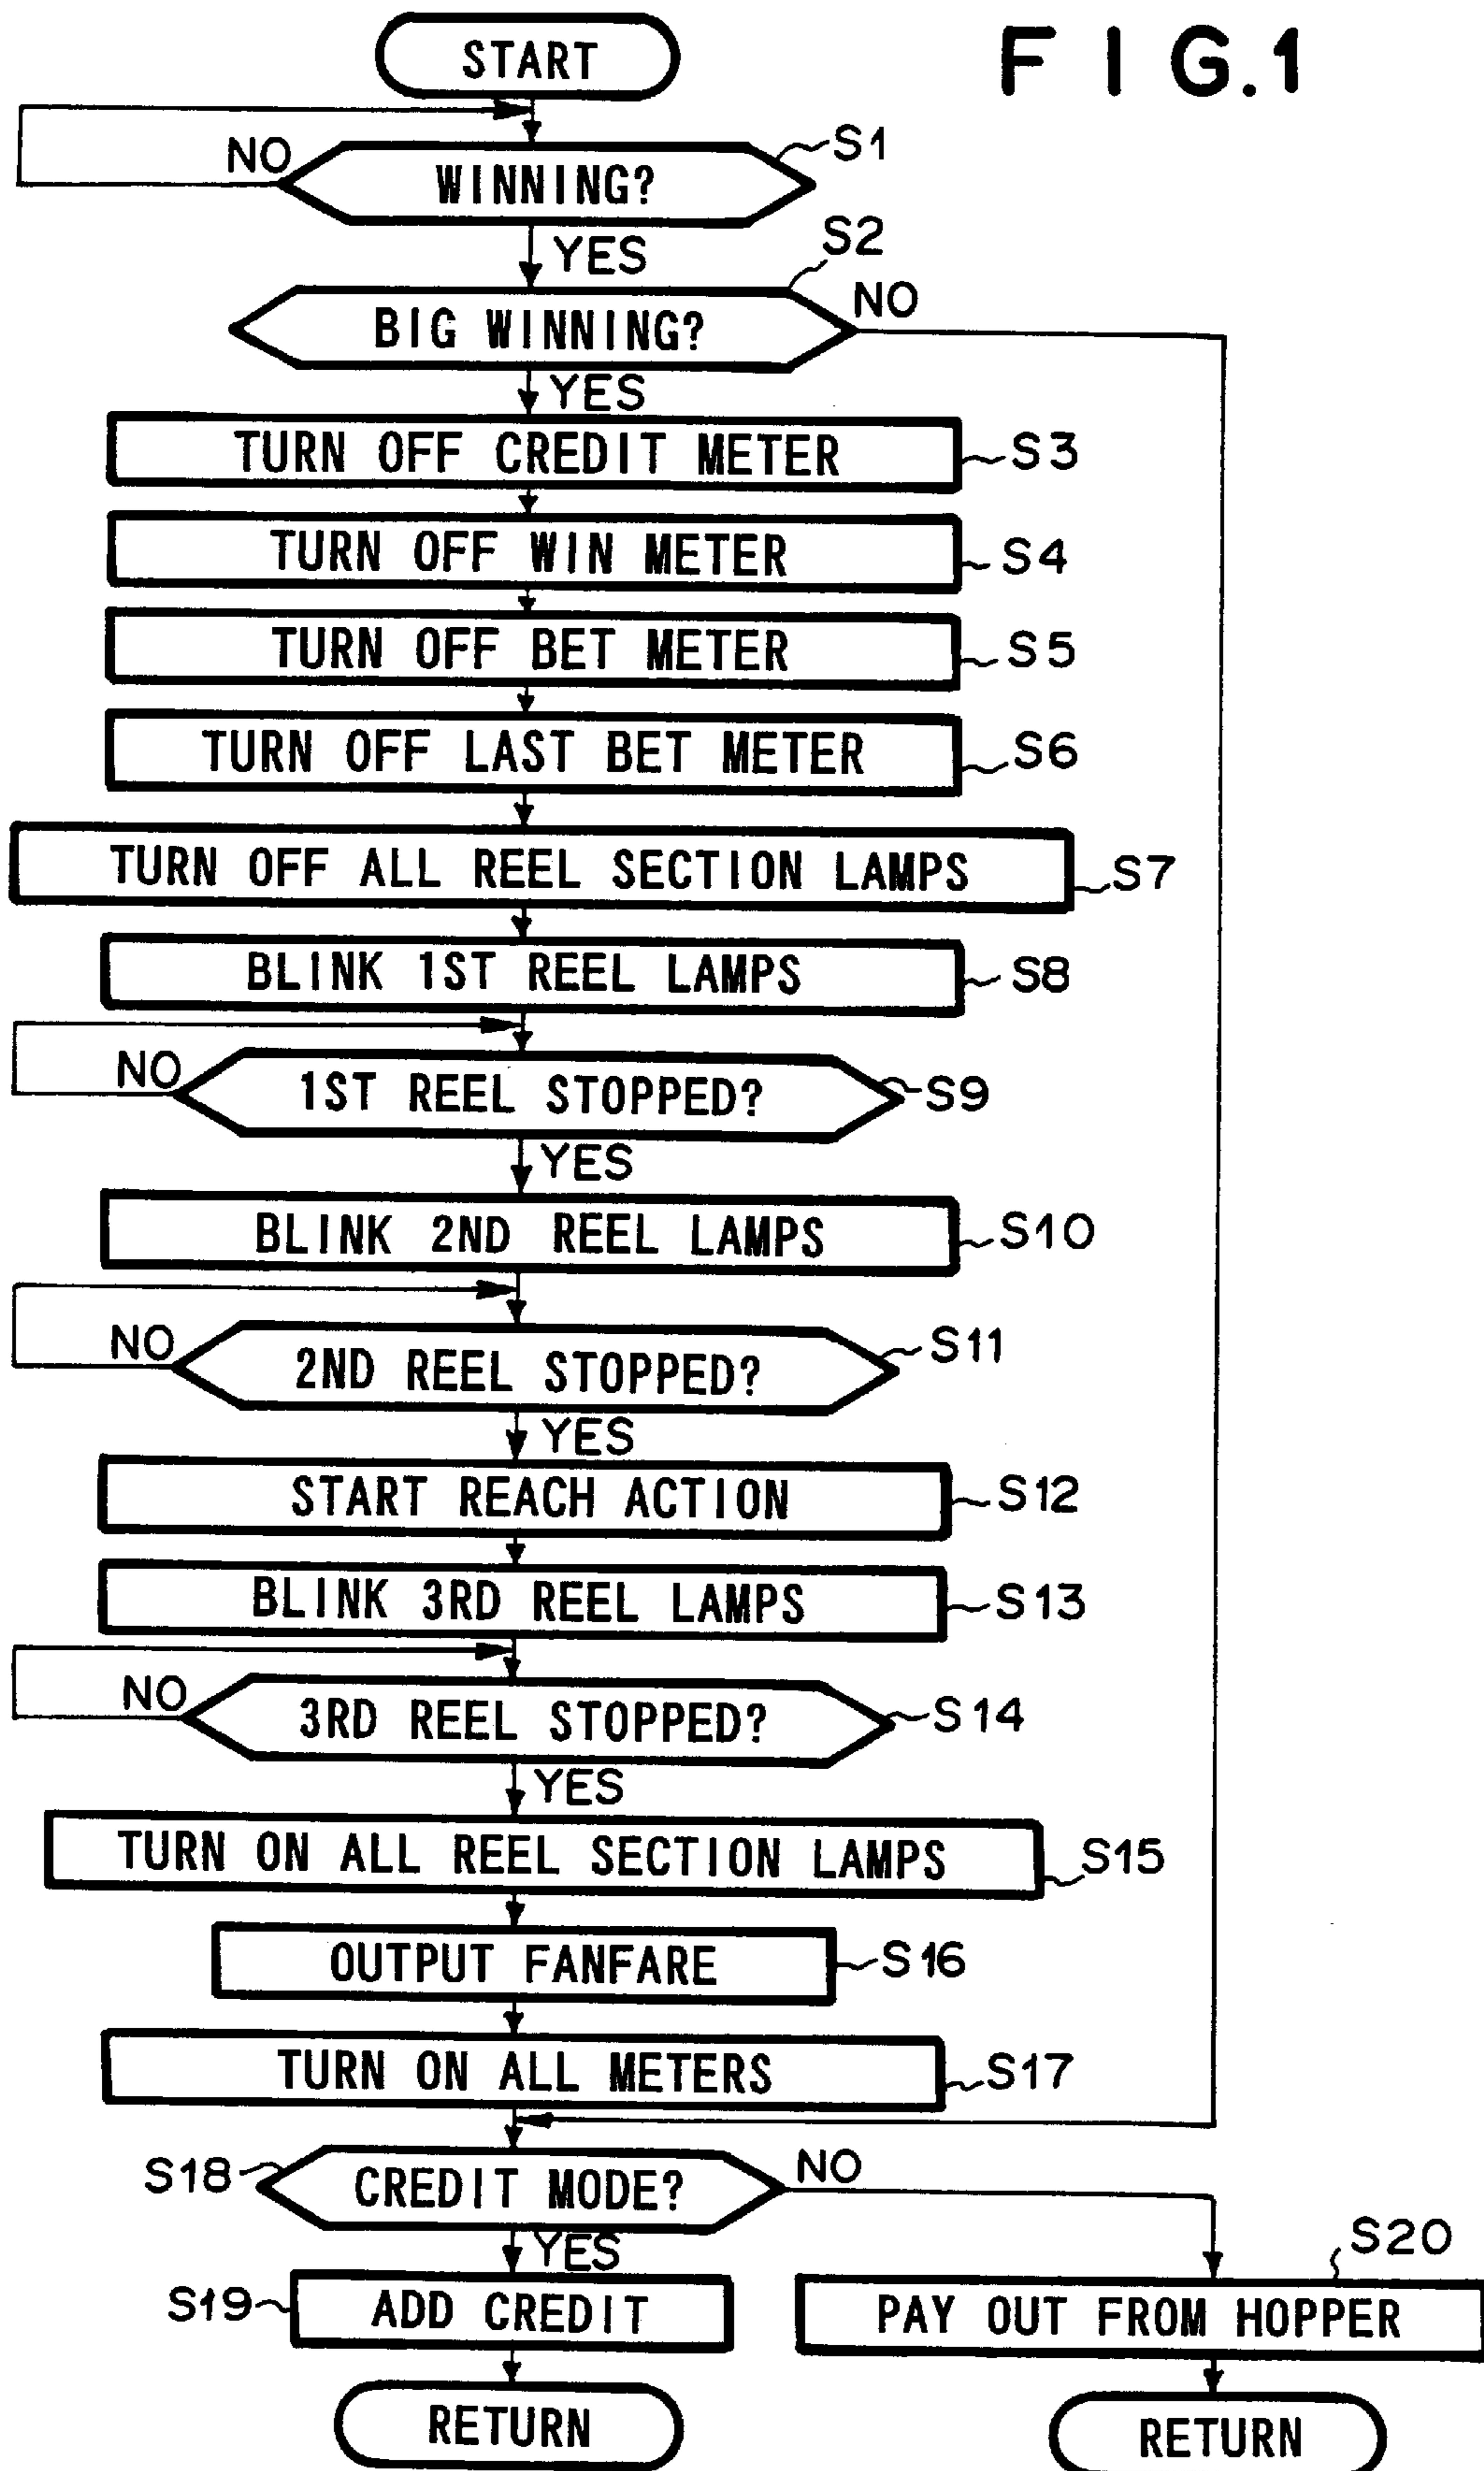 FIG.1
START
NO
WINNING?
S1
YES
S2
BIG WINNING?
NO
YES
TURN OFF CREDIT METER
S3
TURN OFF WIN METER
S4
TURN OFF BET METER
S5
TURN OFF LAST BET METER
S6
TURN OFF ALL REEL SECTION LAMPS
S7
BLINK 1ST REEL LAMPS
S8
NO
1ST REEL STOPPED?
S9
YES
BLINK 2ND REEL LAMPS
S10
NO
2ND REEL STOPPED?
S11
YES
START REACH ACTION
S12
BLINK 3RD REEL LAMPS
S13
NO
3RD REEL STOPPED?
S14
YES
TURN ON ALL REEL SECTION LAMPS
S15
OUTPUT FANFARE
S16
TURN ON ALL METERS
S17
S18
CREDIT MODE?
NO
YES
S20
S19
ADD CREDIT
PAY OUT FROM HOPPER
RETURN
RETURN